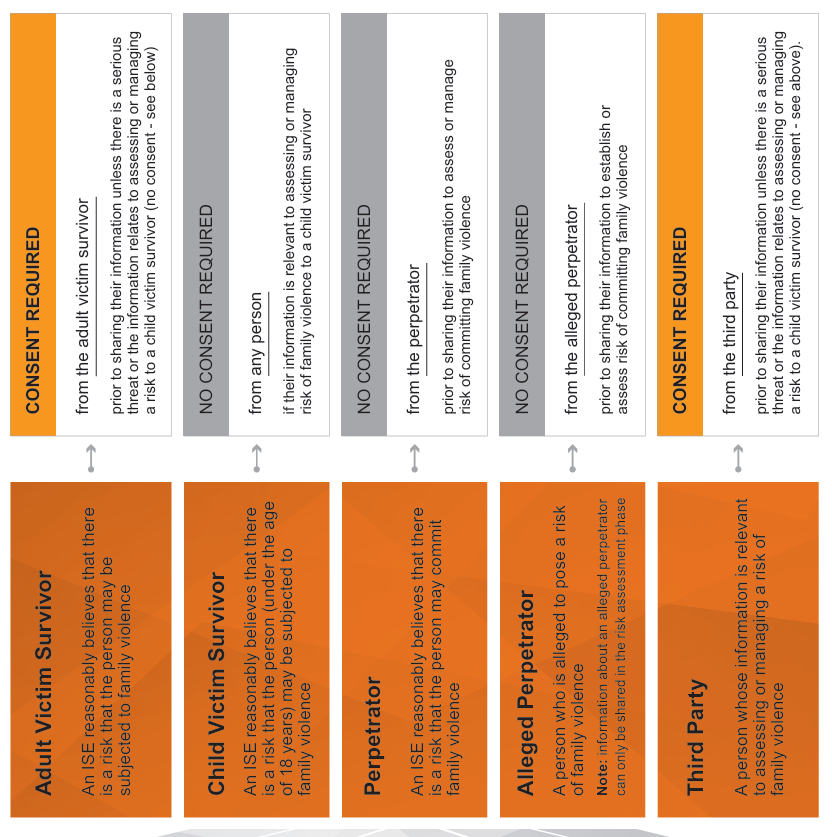 Adult Victim Survivor
An ISE reasonably believes that there
is a risk that the person may be
subjected to family violence
CONSENT REQUIRED
from the adult victim survivor
prior to sharing their information unless there is a serious
threat or the information relates to assessing or managing
a risk to a child victim survivor (no consent - see below)
Child Victim Survivor
An ISE reasonably believes that there
is a risk that the person (under the age
of 18 years) may be subjected to
family violence
NO CONSENT REQUIRED
from any person
if their information is relevant to assessing or managing
risk of family violence to a child victim survivor
Perpetrator
An ISE reasonably believes that there
is a risk that the person may commit
family violence
NO CONSENT REQUIRED
from the perpetrator
prior to sharing their information to assess or manage
risk of committing family violence
Alleged Perpetrator
A person who is alleged to pose a risk
of family violence
Note: information about an alleged perpetrator
can only be shared in the risk assessment phase
NO CONSENT REQUIRED
from the alleged perpetrator
prior to sharing their information to establish or
assess risk of committing family violence
Third Party
A person whose information is relevant
to assessing or managing a risk of
family violence
CONSENT REQUIRED
from the third party
prior to sharing their information unless there is a serious
threat or the information relates to assessing or managing
a risk to a child victim survivor (no consent - see above).